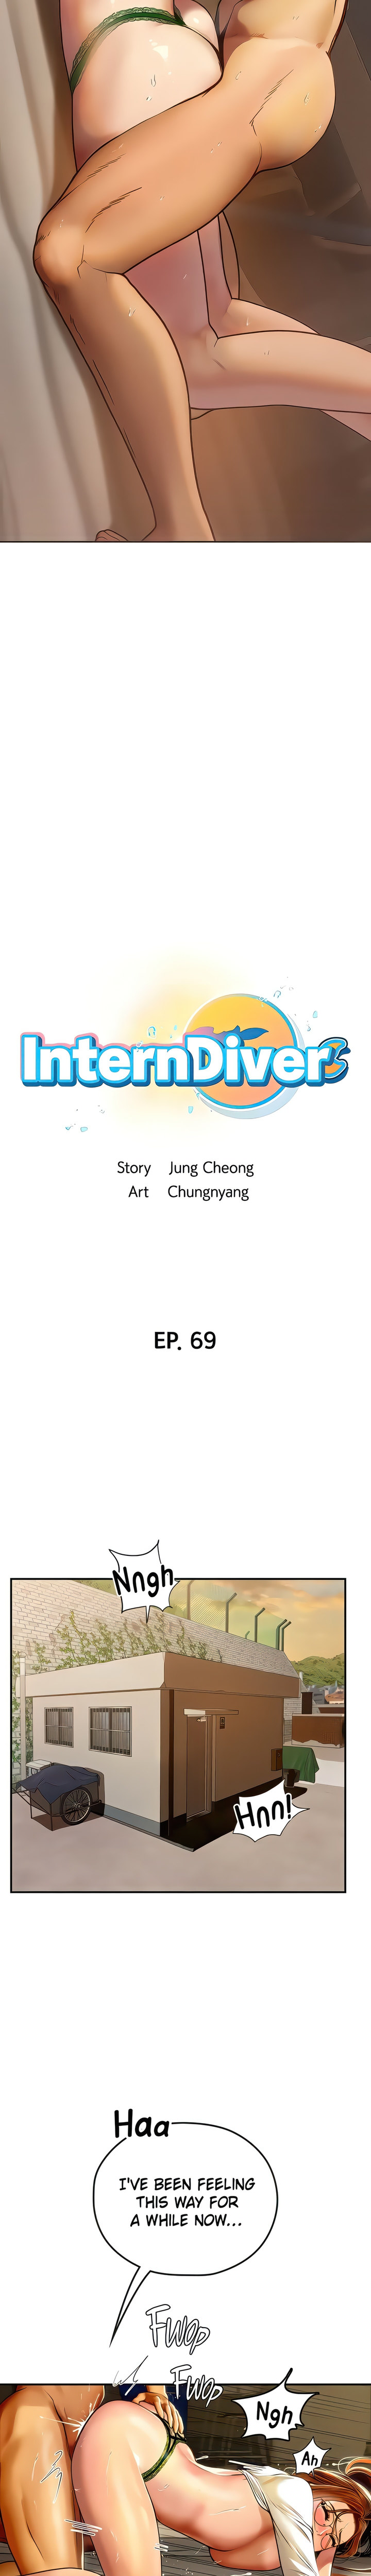 InternDiver
Story Jung Cheong
Art Chungnyang
EP. 69
Nngh
Hnn!
Haa
I'VE BEEN FEELING
THIS WAY FOR
A WHILE NOW...
Fwop
Fwop
Ngh
Ah